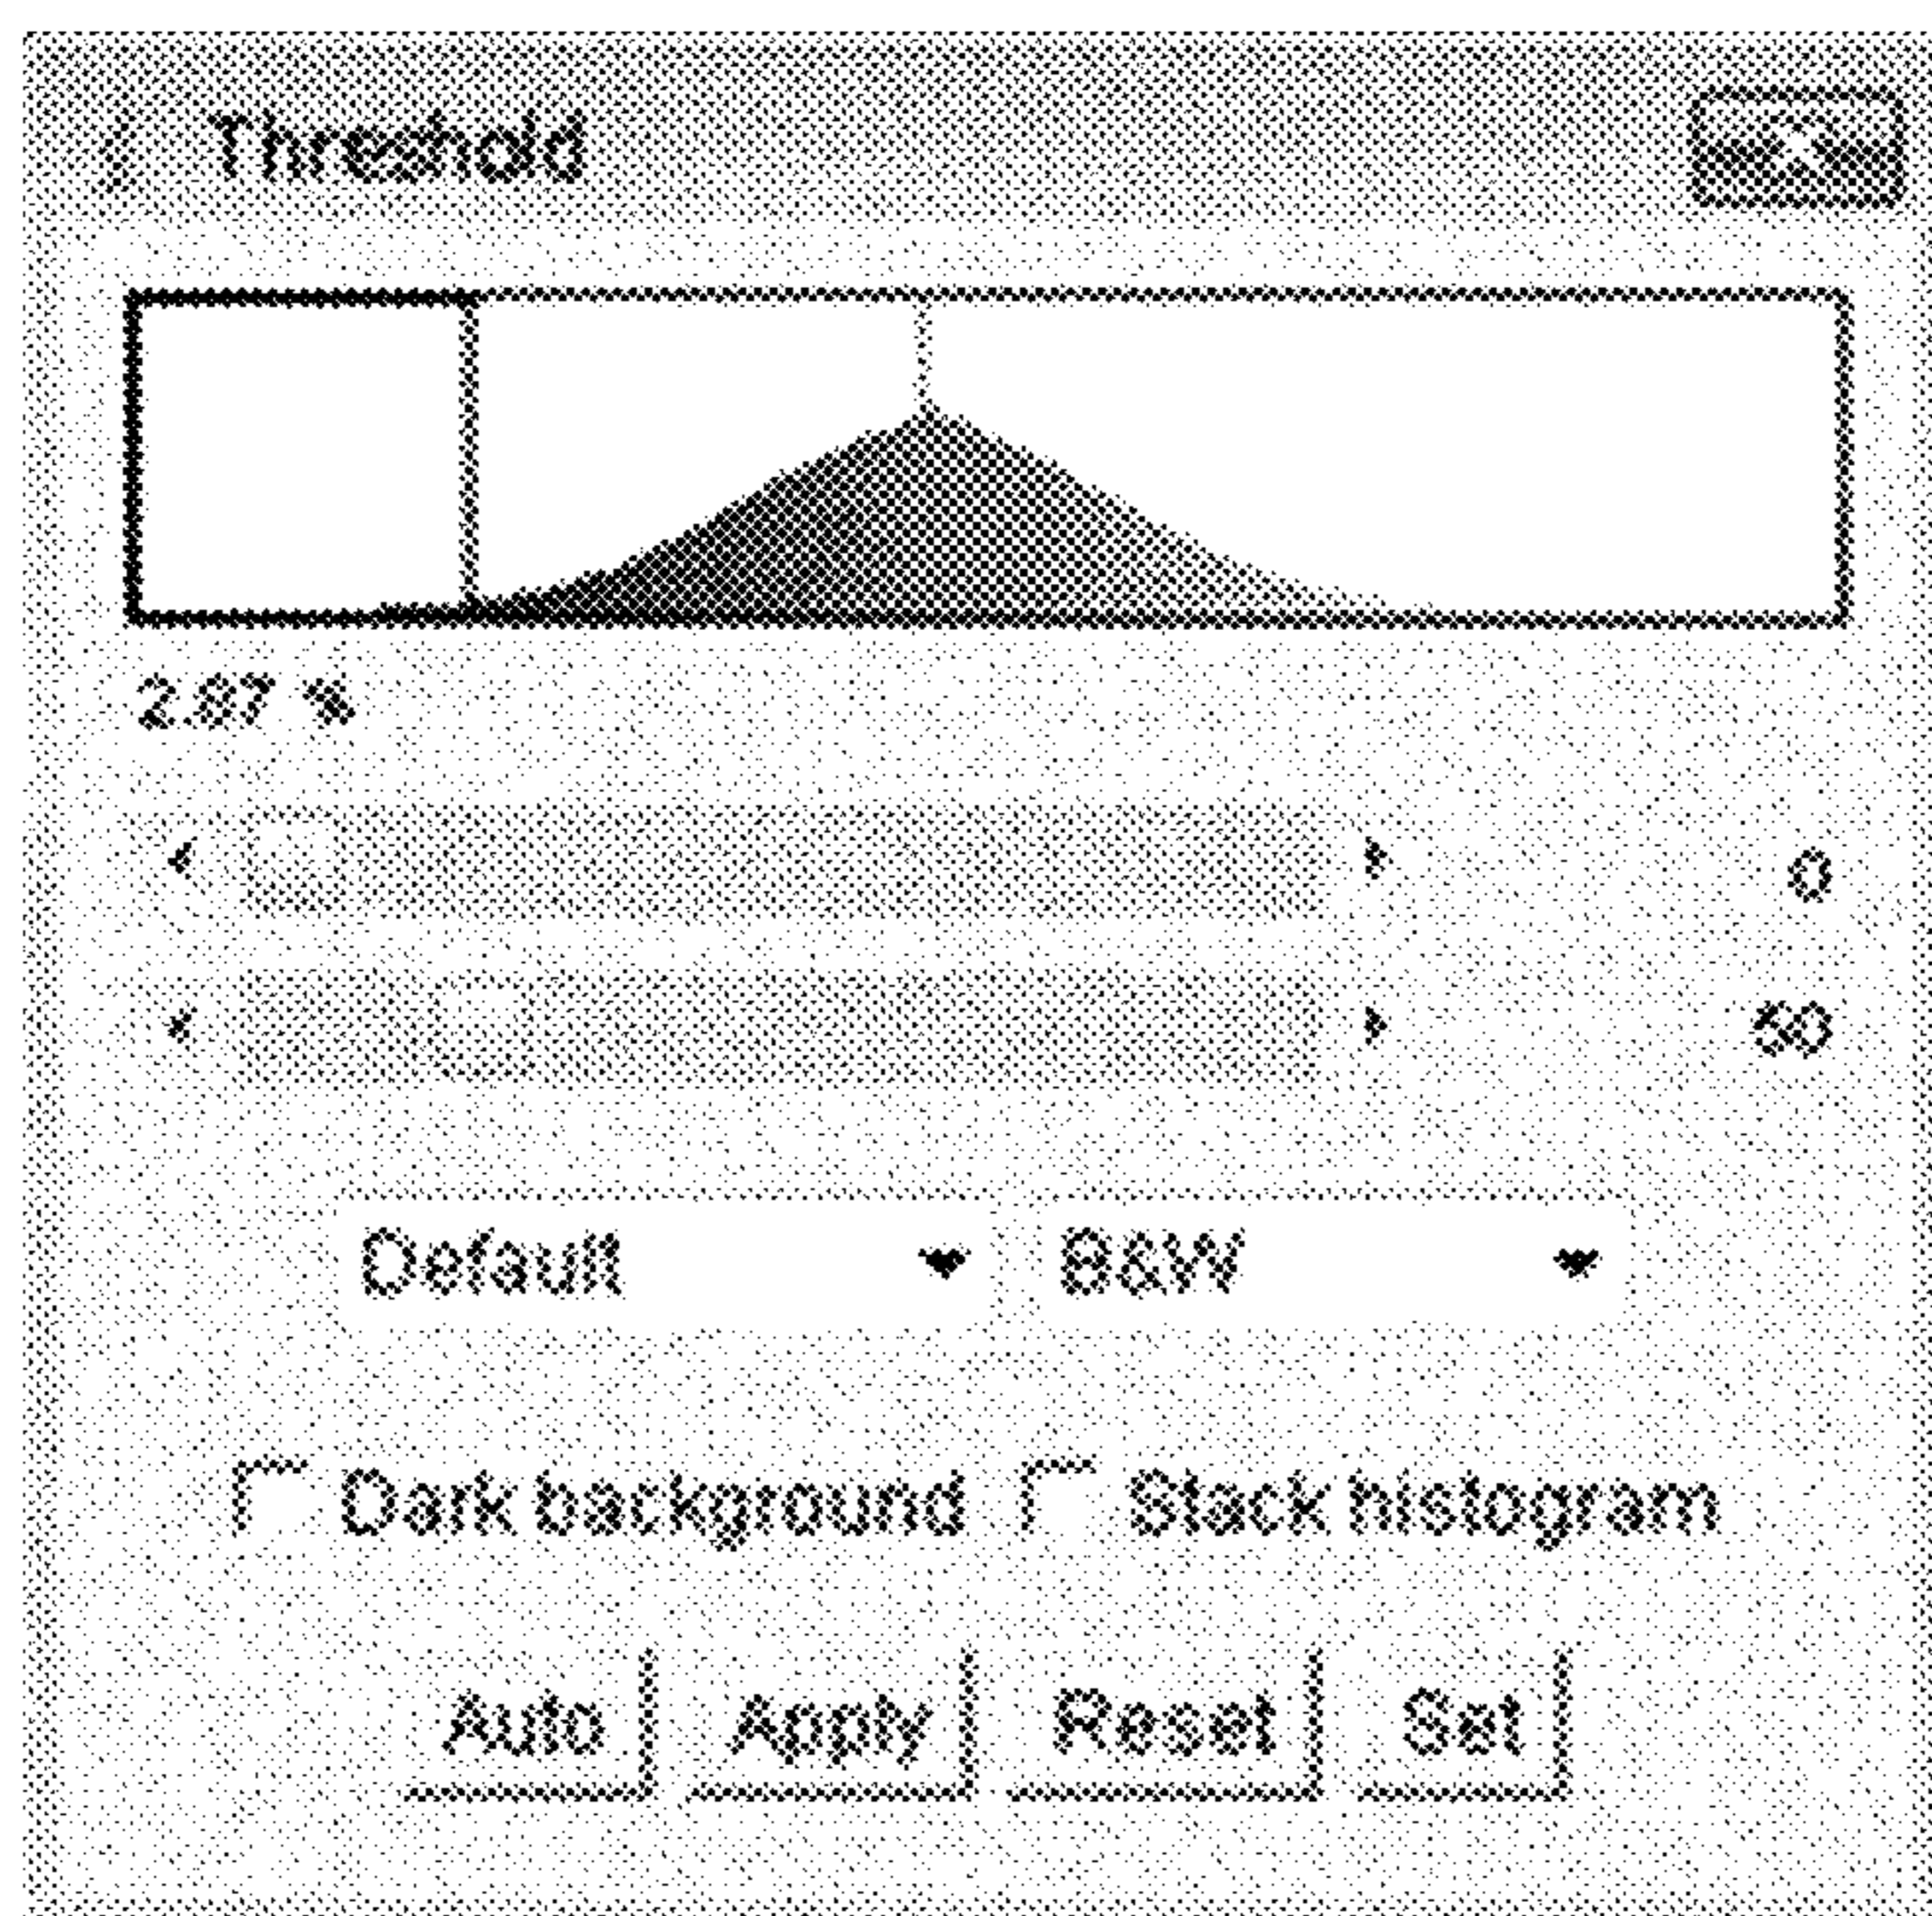 Threshold
2.87 %
0
50
Default B&W
Dark background Stack histogram
Auto Apply Reset Set